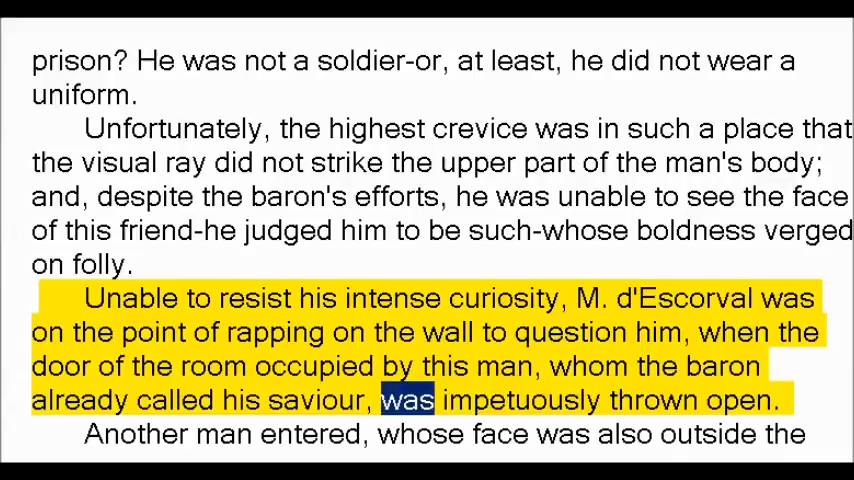 prison? He was not a soldier-or, at least, he did not wear a
uniform.
Unfortunately, the highest crevice was in such a place that
the visual ray did not strike the upper part of the man's body;
and, despite the baron's efforts, he was unable to see the face
of this friend-he judged him to be such-whose boldness verged
on folly.
Unable to resist his intense curiosity, M. d'Escorval was
on the point of rapping on the wall to question him, when the
door of the room occupied by this man, whom the baron
already called his saviour, was impetuously thrown open.
Another man entered, whose face was also outside the